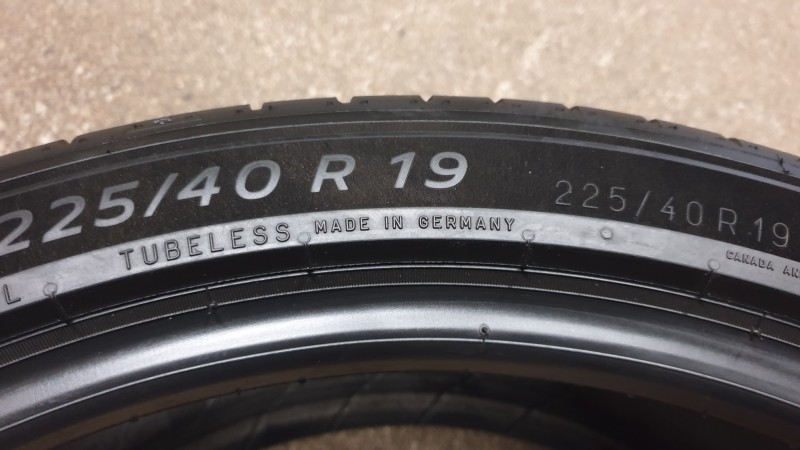 225/40 R 19
225/40 R 19
L TUBELESS MADE IN GERMANY
CANADA